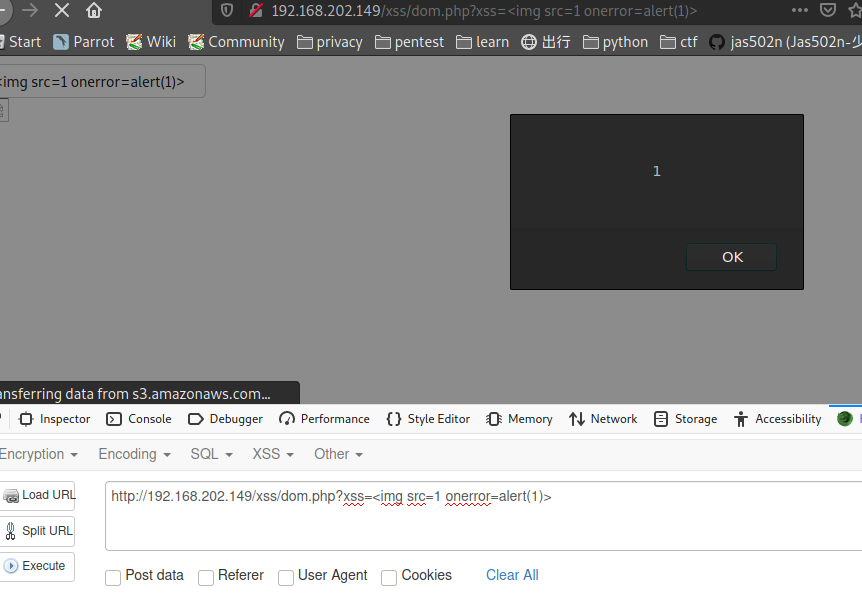 192.168.202.149/xss/dom.php?xss=<img src=1 onerror=alert(1)>
Start Parrot Wiki Community privacy pentest learn 出行 python ctf jas502n (Jas502n-少
<img src=1 onerror=alert(1)>
1
OK
ansferring data from s3.amazonaws.com...
Inspector Console Debugger Performance Style Editor Memory Network Storage Accessibility
Encryption Encoding SQL XSS Other
Load URL
http://192.168.202.149/xss/dom.php?xss=<img src=1 onerror=alert(1)>
Split URL
Execute
Post data Referer User Agent Cookies Clear All